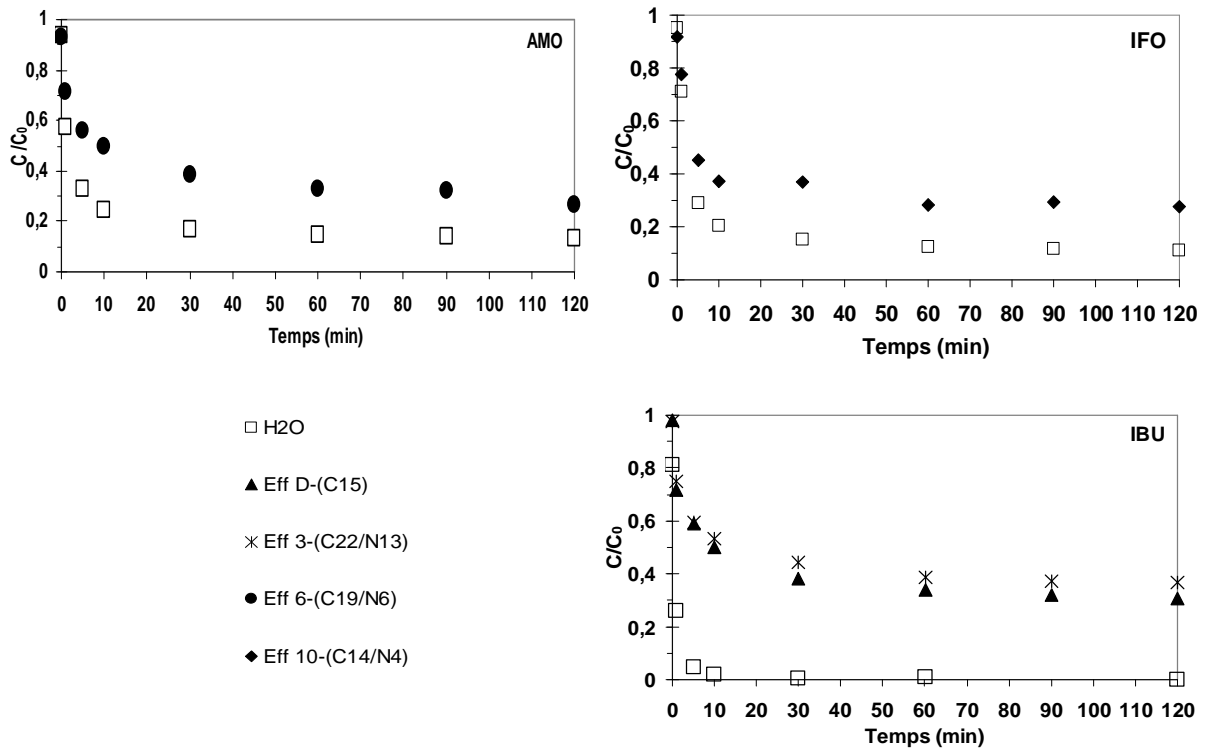 AMO
C/C₀
1
0,8
0,6
0,4
0,2
0
0 10 20 30 40 50 60 70 80 90 100 110 120
Temps (min)
IFO
C/C₀
1
0,8
0,6
0,4
0,2
0
0 10 20 30 40 50 60 70 80 90 100 110 120
Temps (min)
H2O
Eff D-(C15)
Eff 3-(C22/N13)
Eff 6-(C19/N6)
Eff 10-(C14/N4)
IBU
C/C₀
1
0,8
0,6
0,4
0,2
0
0 10 20 30 40 50 60 70 80 90 100 110 120
Temps (min)